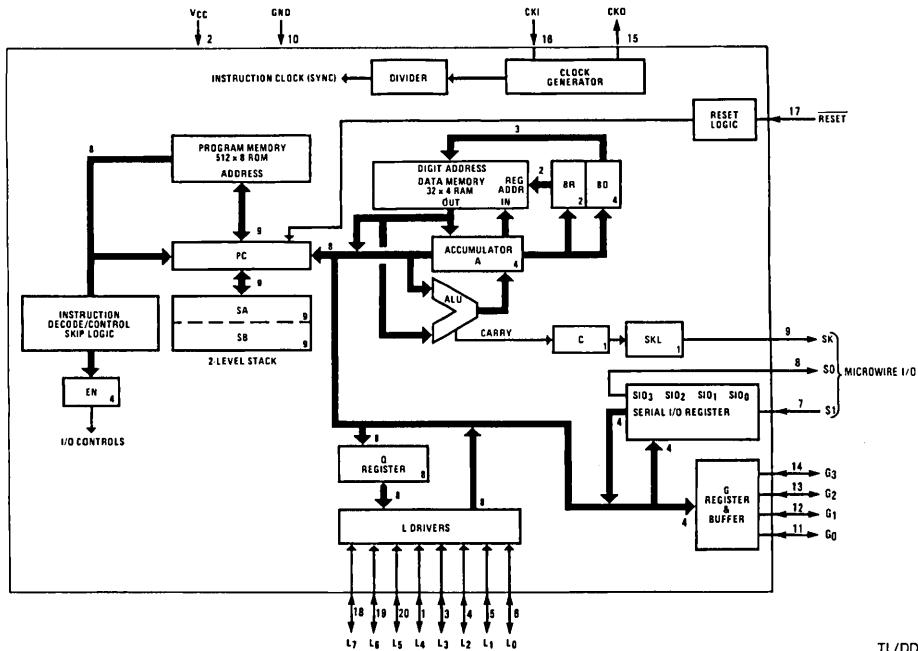 VCC GND CKI CKO
2 10 16 15
INSTRUCTION CLOCK (SYNC)
DIVIDER
CLOCK
GENERATOR
RESET
LOGIC
17
RESET
8
PROGRAM MEMORY
512 x 8 ROM
ADDRESS
3
DIGIT ADDRESS
DATA MEMORY
32 x 4 RAM
OUT
REG
ADDR
IN
2
BR
2
BD
4
9
PC
8
ACCUMULATOR
A
4
9
SA
9
SB
9
2-LEVEL STACK
INSTRUCTION
DECODE/CONTROL
SKIP LOGIC
ALU
CARRY
C
1
SKL
1
9
SK
8
SO
MICROWIRE I/O
7
S1
EN
4
I/O CONTROLS
SIO3 SIO2 SIO1 SIO0
SERIAL I/O REGISTER
4
4
8
Q
REGISTER
8
8
8
L DRIVERS
4
G
REGISTER
&
BUFFER
14 G3
13 G2
12 G1
11 G0
18 19 20 1 3 4 5 6
L7 L6 L5 L4 L3 L2 L1 L0
TL/DD